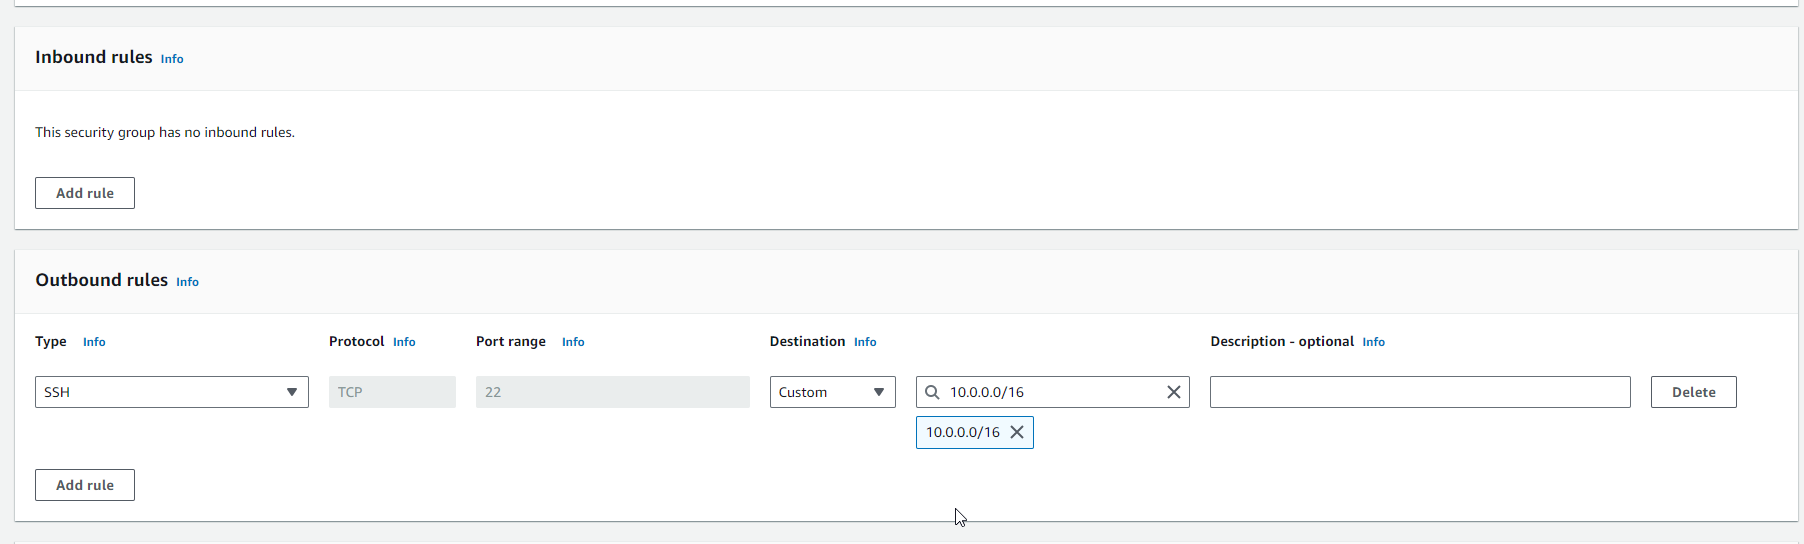 Inbound rules Info
This security group has no inbound rules.
Add rule
Outbound rules Info
Type Info Protocol Info Port range Info Destination Info Description - optional Info
SSH TCP 22 Custom 10.0.0.0/16 Delete
10.0.0.0/16
Add rule